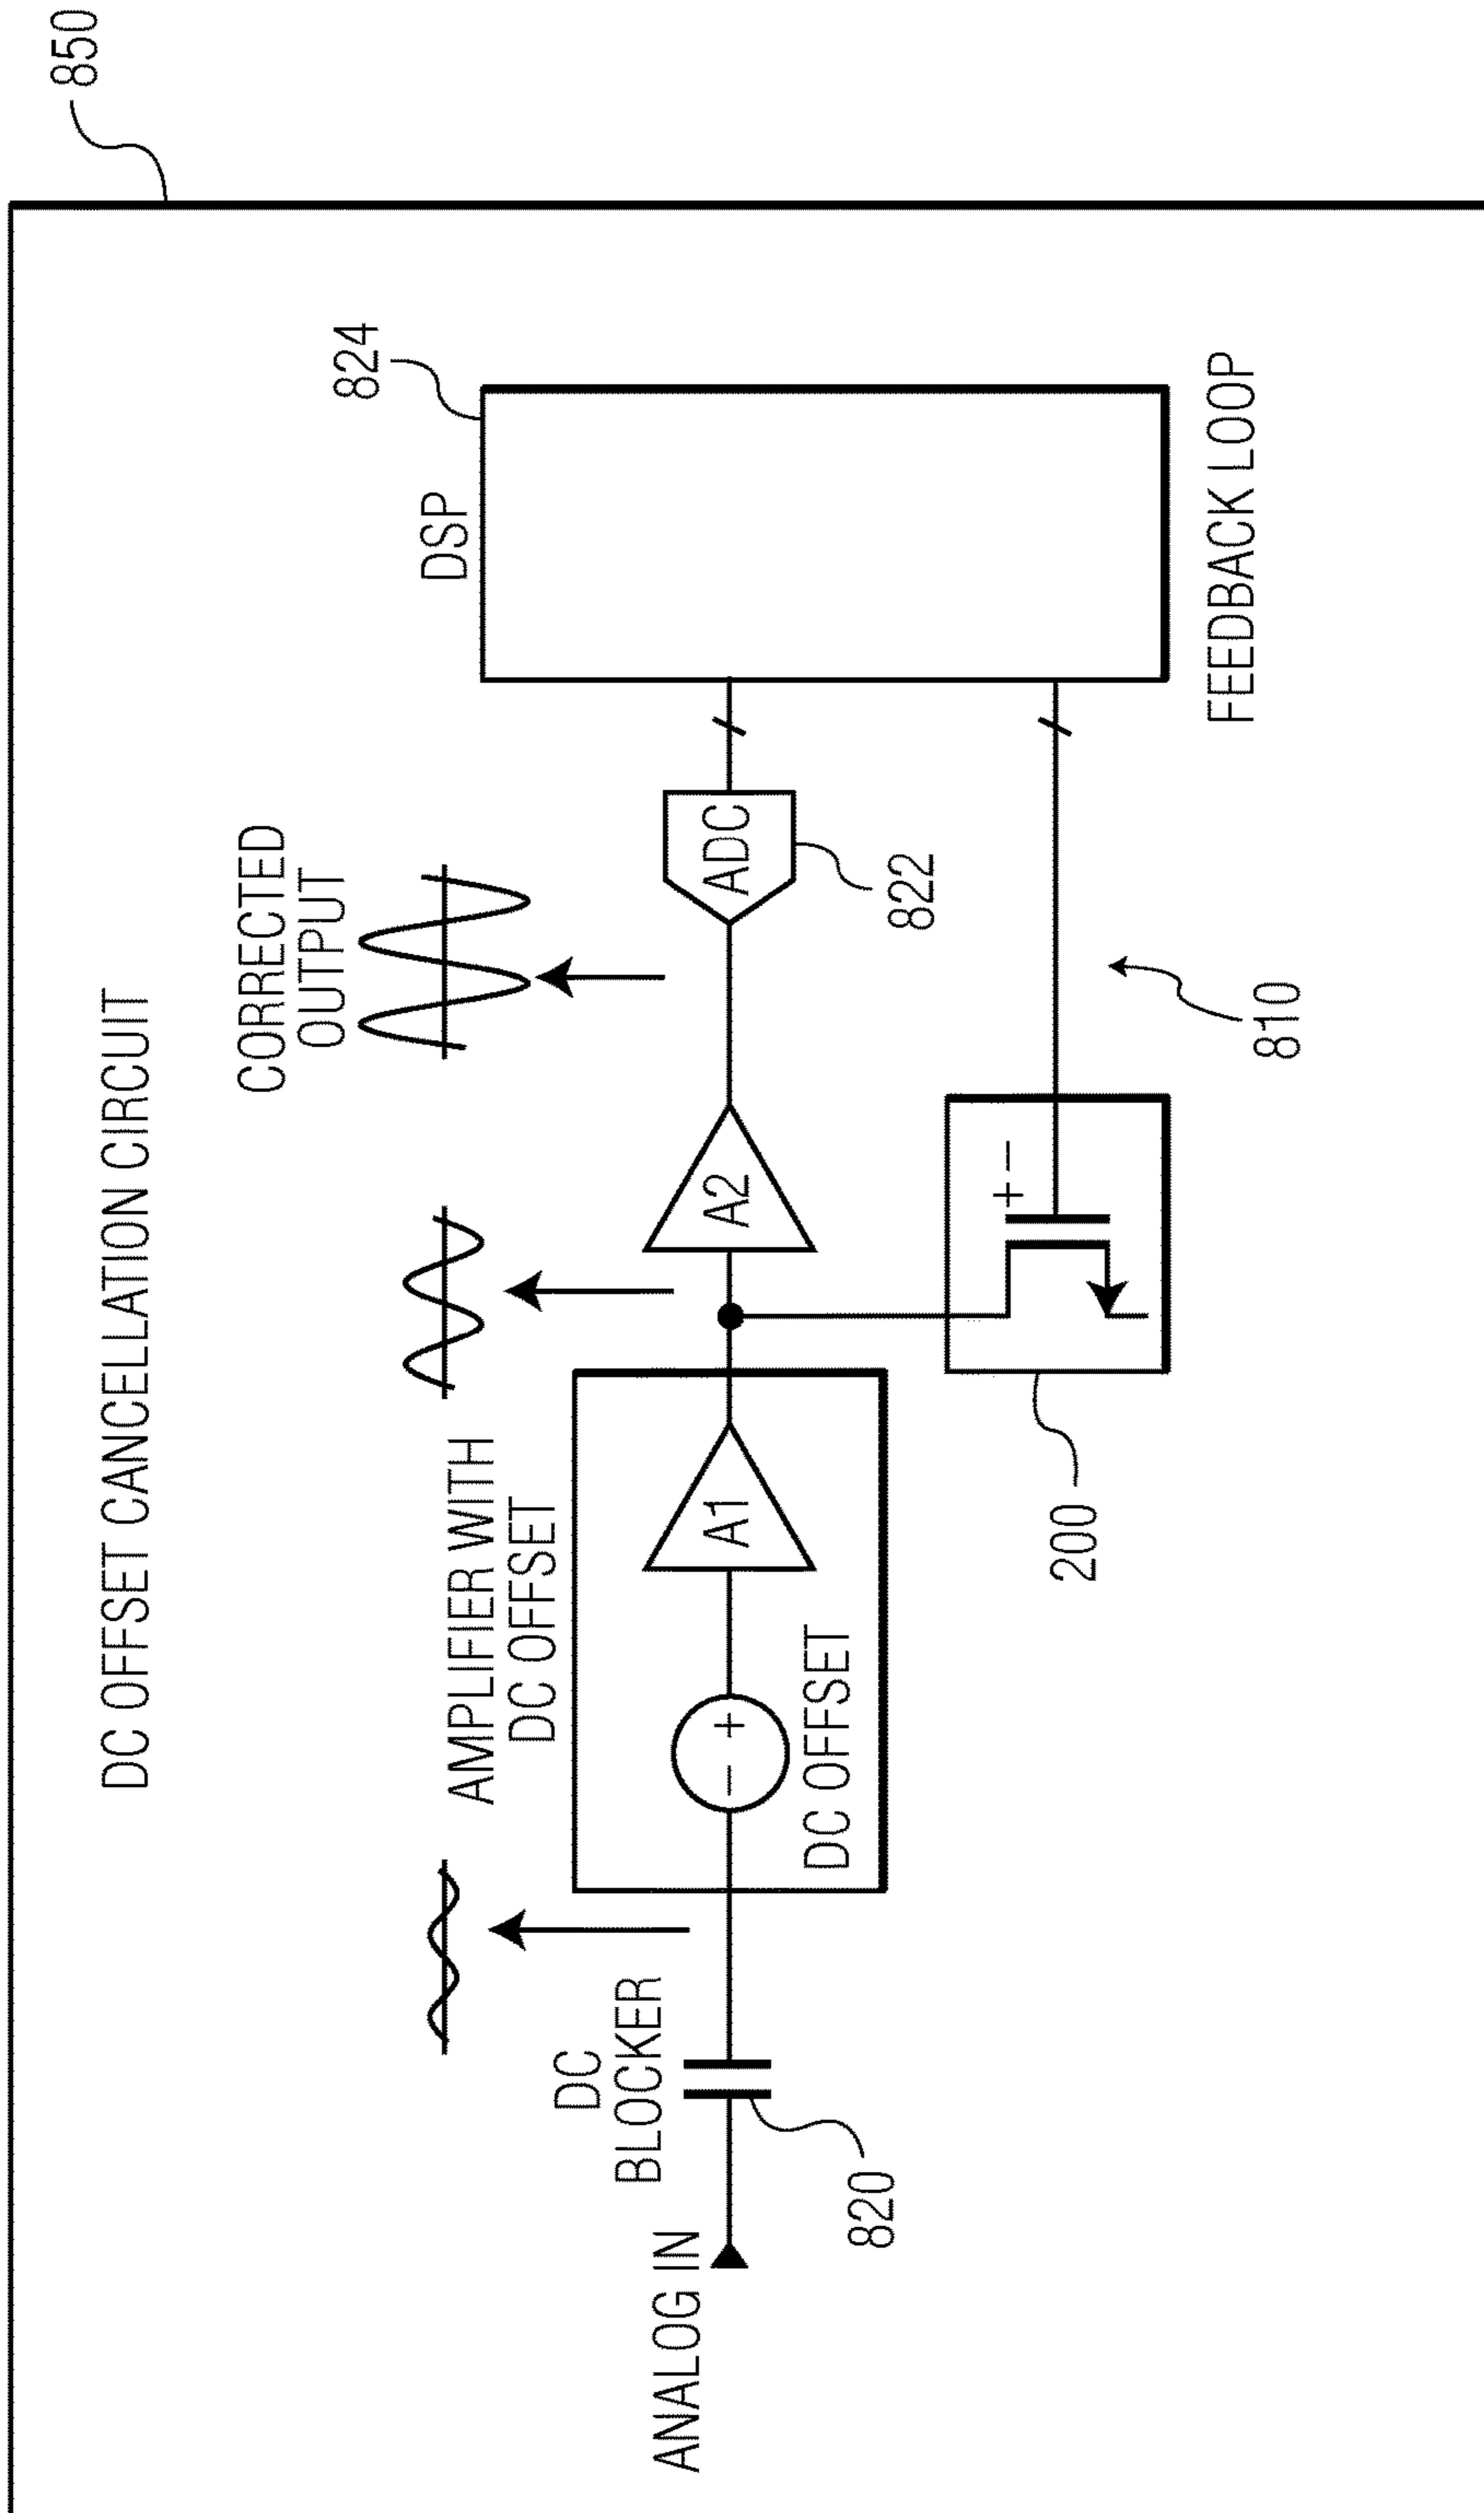 850
DC OFFSET CANCELLATION CIRCUIT
CORRECTED
OUTPUT
824
DSP
AMPLIFIER WITH
DC OFFSET
DC
BLOCKER
ANALOG IN
820
- +
DC OFFSET
A1
A2
ADC
822
+ -
200
810
FEEDBACK LOOP